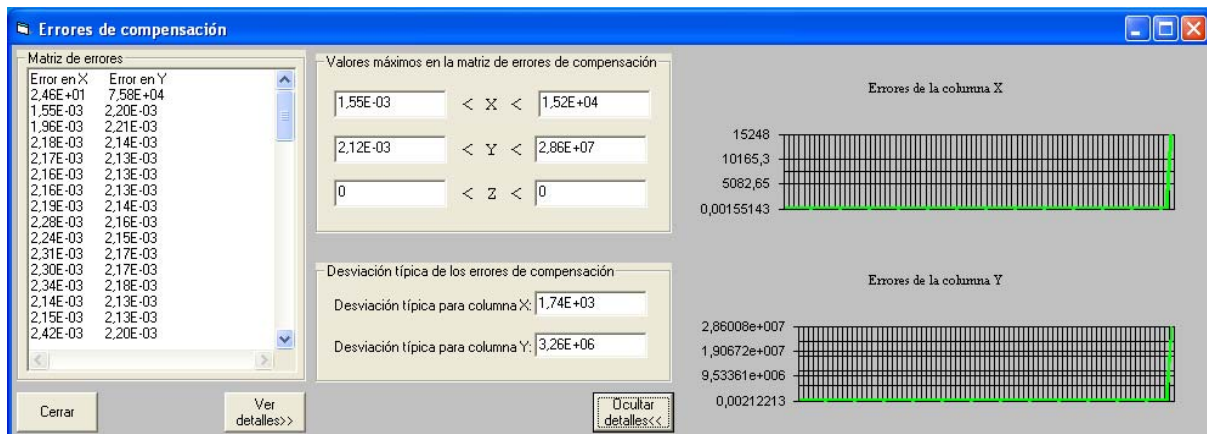 Errores de compensación
Matriz de errores
Error en X Error en Y
2,46E+01 7,58E+04
1,55E-03 2,20E-03
1,96E-03 2,21E-03
2,18E-03 2,14E-03
2,17E-03 2,13E-03
2,16E-03 2,13E-03
2,16E-03 2,13E-03
2,19E-03 2,14E-03
2,28E-03 2,16E-03
2,24E-03 2,15E-03
2,31E-03 2,17E-03
2,30E-03 2,17E-03
2,34E-03 2,18E-03
2,14E-03 2,13E-03
2,15E-03 2,13E-03
2,42E-03 2,20E-03
Cerrar
Ver detalles>>
Valores máximos en la matriz de errores de compensación
1,55E-03 < X < 1,52E+04
2,12E-03 < Y < 2,86E+07
0 < Z < 0
Desviación típica de los errores de compensación
Desviación típica para columna X: 1,74E+03
Desviación típica para columna Y: 3,26E+06
Ocultar detalles<<
Errores de la columna X
15248
10165,3
5082,65
0,00155143
Errores de la columna Y
2,86008e+007
1,90672e+007
9,53361e+006
0,00212213